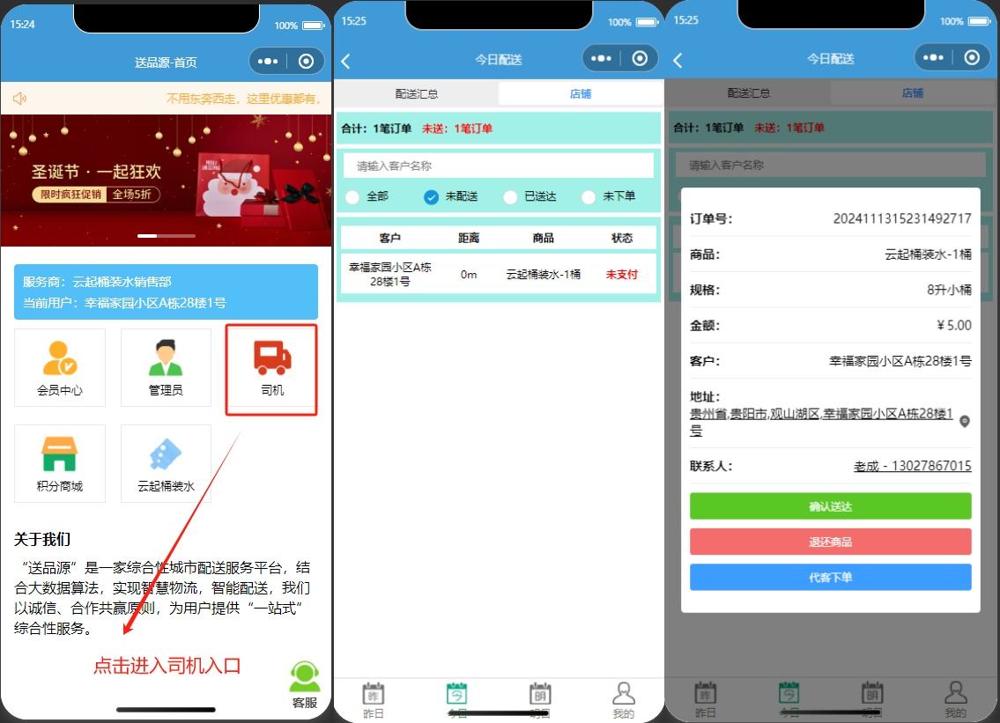 15:24
100%
送品源-首页
不用东奔西走，这里优惠都有，
圣诞节·一起狂欢
限时疯狂促销 全场5折
服务商：云起桶装水销售部
当前用户：幸福家园小区A栋28楼1号
会员中心
管理员
司机
积分商城
云起桶装水
关于我们
“送品源”是一家综合性城市配送服务平台，结
合大数据算法，实现智慧物流，智能配送，我们
以诚信、合作共赢原则，为用户提供“一站式”
综合性服务。
点击进入司机入口
客服
15:25
100%
今日配送
配送汇总
店铺
合计：1笔订单 未送：1笔订单
请输入客户名称
全部 未配送 已送达 未下单
客户 距离 商品 状态
幸福家园小区A栋
28楼1号
0m
云起桶装水-1桶
未支付
昨
昨日
今
今日
明
明日
我的
15:25
100%
今日配送
配送汇总
店铺
合计：1笔订单 未送：1笔订单
请输入客户名称
订单号： 2024111315231492717
商品： 云起桶装水-1桶
规格： 8升小桶
金额： ￥5.00
客户： 幸福家园小区A栋28楼1号
地址：
贵州省,贵阳市,观山湖区,幸福家园小区A栋28楼1
号
联系人： 老成 - 13027867015
确认送达
退还商品
代客下单
昨
昨日
今
今日
明
明日
我的